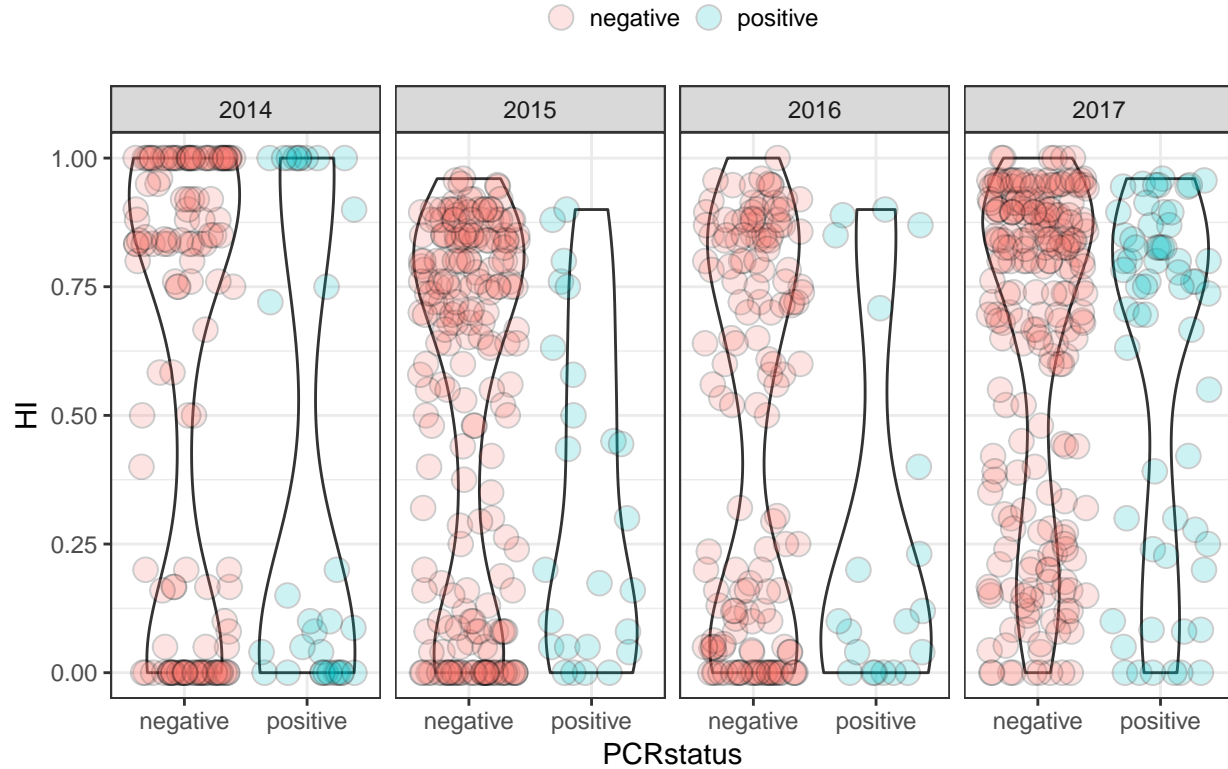 negative positive
2014 2015 2016 2017
1.00
0.75
0.50
0.25
0.00
HI
negative positive negative positive negative positive negative positive
PCRstatus